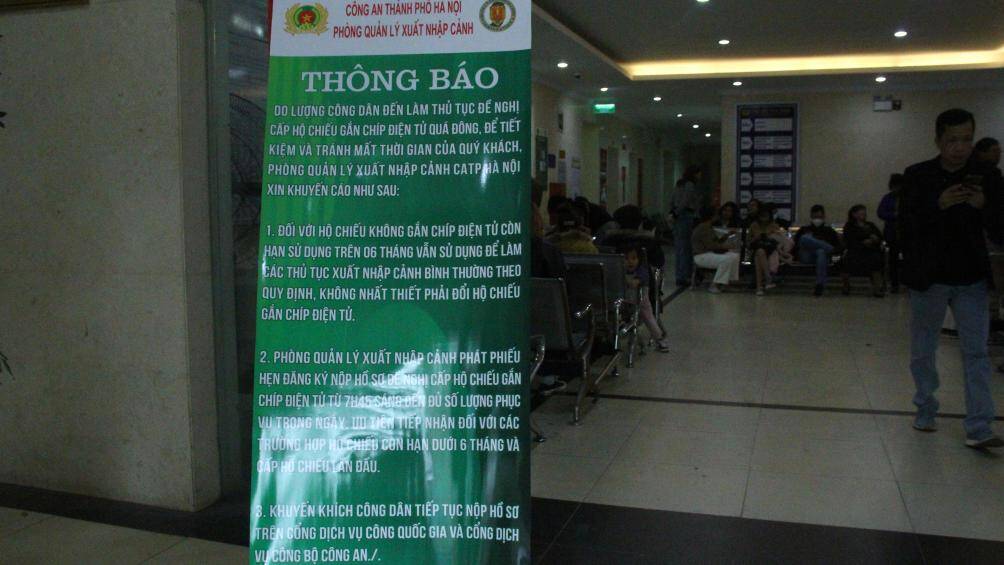 CÔNG AN THÀNH PHỐ HÀ NỘI
PHÒNG QUẢN LÝ XUẤT NHẬP CẢNH
THÔNG BÁO
DO LƯỢNG CÔNG DÂN ĐẾN LÀM THỦ TỤC ĐỀ NGHỊ
CẤP HỘ CHIẾU GẮN CHÍP ĐIỆN TỬ QUÁ ĐÔNG, ĐỂ TIẾT
KIỆM VÀ TRÁNH MẤT THỜI GIAN CỦA QUÝ KHÁCH,
PHÒNG QUẢN LÝ XUẤT NHẬP CẢNH CATP HÀ NỘI
XIN KHUYẾN CÁO NHƯ SAU:
1. ĐỐI VỚI HỘ CHIẾU KHÔNG GẮN CHÍP ĐIỆN TỬ CÒN
HẠN SỬ DỤNG TRÊN 06 THÁNG VẪN SỬ DỤNG ĐỂ LÀM
CÁC THỦ TỤC XUẤT NHẬP CẢNH BÌNH THƯỜNG THEO
QUY ĐỊNH, KHÔNG NHẤT THIẾT PHẢI ĐỔI HỘ CHIẾU
GẮN CHÍP ĐIỆN TỬ.
2. PHÒNG QUẢN LÝ XUẤT NHẬP CẢNH PHÁT PHIẾU
HẸN ĐĂNG KÝ NỘP HỒ SƠ ĐỀ NGHỊ CẤP HỘ CHIẾU GẮN
CHÍP ĐIỆN TỬ TỪ 7H45 SÁNG ĐẾN ĐỦ SỐ LƯỢNG PHỤC
VỤ TRONG NGÀY. ƯU TIÊN TIẾP NHẬN ĐỐI VỚI CÁC
TRƯỜNG HỢP HỘ CHIẾU CÒN HẠN DƯỚI 6 THÁNG VÀ
CẤP HỘ CHIẾU LẦN ĐẦU.
3. KHUYẾN KHÍCH CÔNG DÂN TIẾP TỤC NỘP HỒ SƠ
TRÊN CỔNG DỊCH VỤ CÔNG QUỐC GIA VÀ CỔNG DỊCH
VỤ CÔNG BỘ CÔNG AN./.